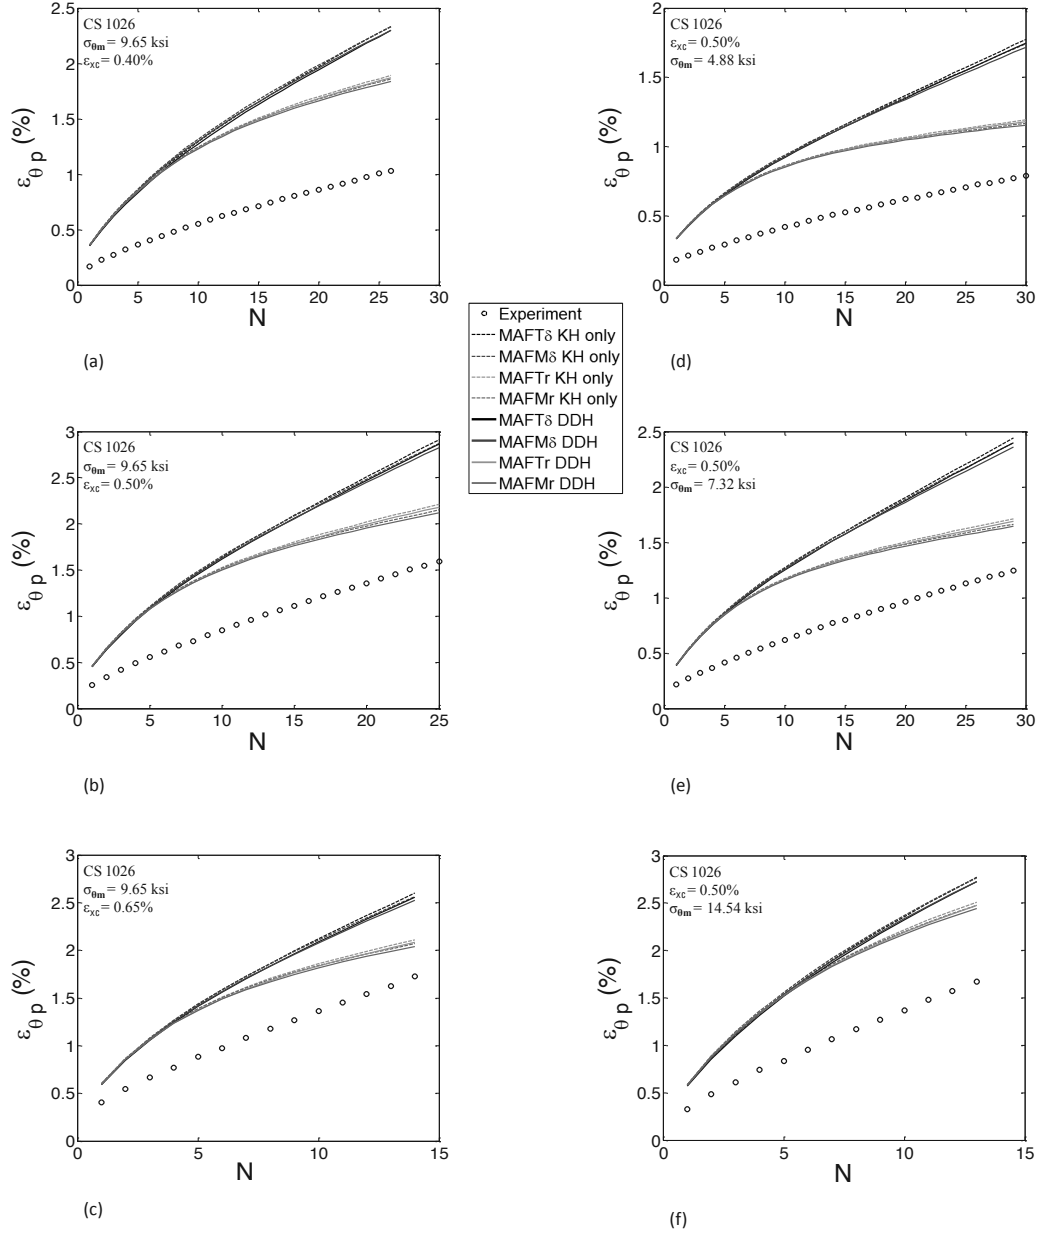 CS 1026
σθm = 9.65 ksi
εxc = 0.40%
2.5
2
1.5
1
0.5
0
εθp (%)
0 5 10 15 20 25 30
N
(a)
CS 1026
εxc = 0.50%
σθm = 4.88 ksi
2
1.5
1
0.5
0
εθp (%)
0 5 10 15 20 25 30
N
(d)
Experiment
MAFTδ KH only
MAFMδ KH only
MAFTr KH only
MAFMr KH only
MAFTδ DDH
MAFMδ DDH
MAFTr DDH
MAFMr DDH
CS 1026
σθm = 9.65 ksi
εxc = 0.50%
3
2.5
2
1.5
1
0.5
0
εθp (%)
0 5 10 15 20 25
N
(b)
CS 1026
εxc = 0.50%
σθm = 7.32 ksi
2.5
2
1.5
1
0.5
0
εθp (%)
0 5 10 15 20 25 30
N
(e)
CS 1026
σθm = 9.65 ksi
εxc = 0.65%
3
2.5
2
1.5
1
0.5
0
εθp (%)
0 5 10 15
N
(c)
CS 1026
εxc = 0.50%
σθm = 14.54 ksi
3
2.5
2
1.5
1
0.5
0
εθp (%)
0 5 10 15
N
(f)